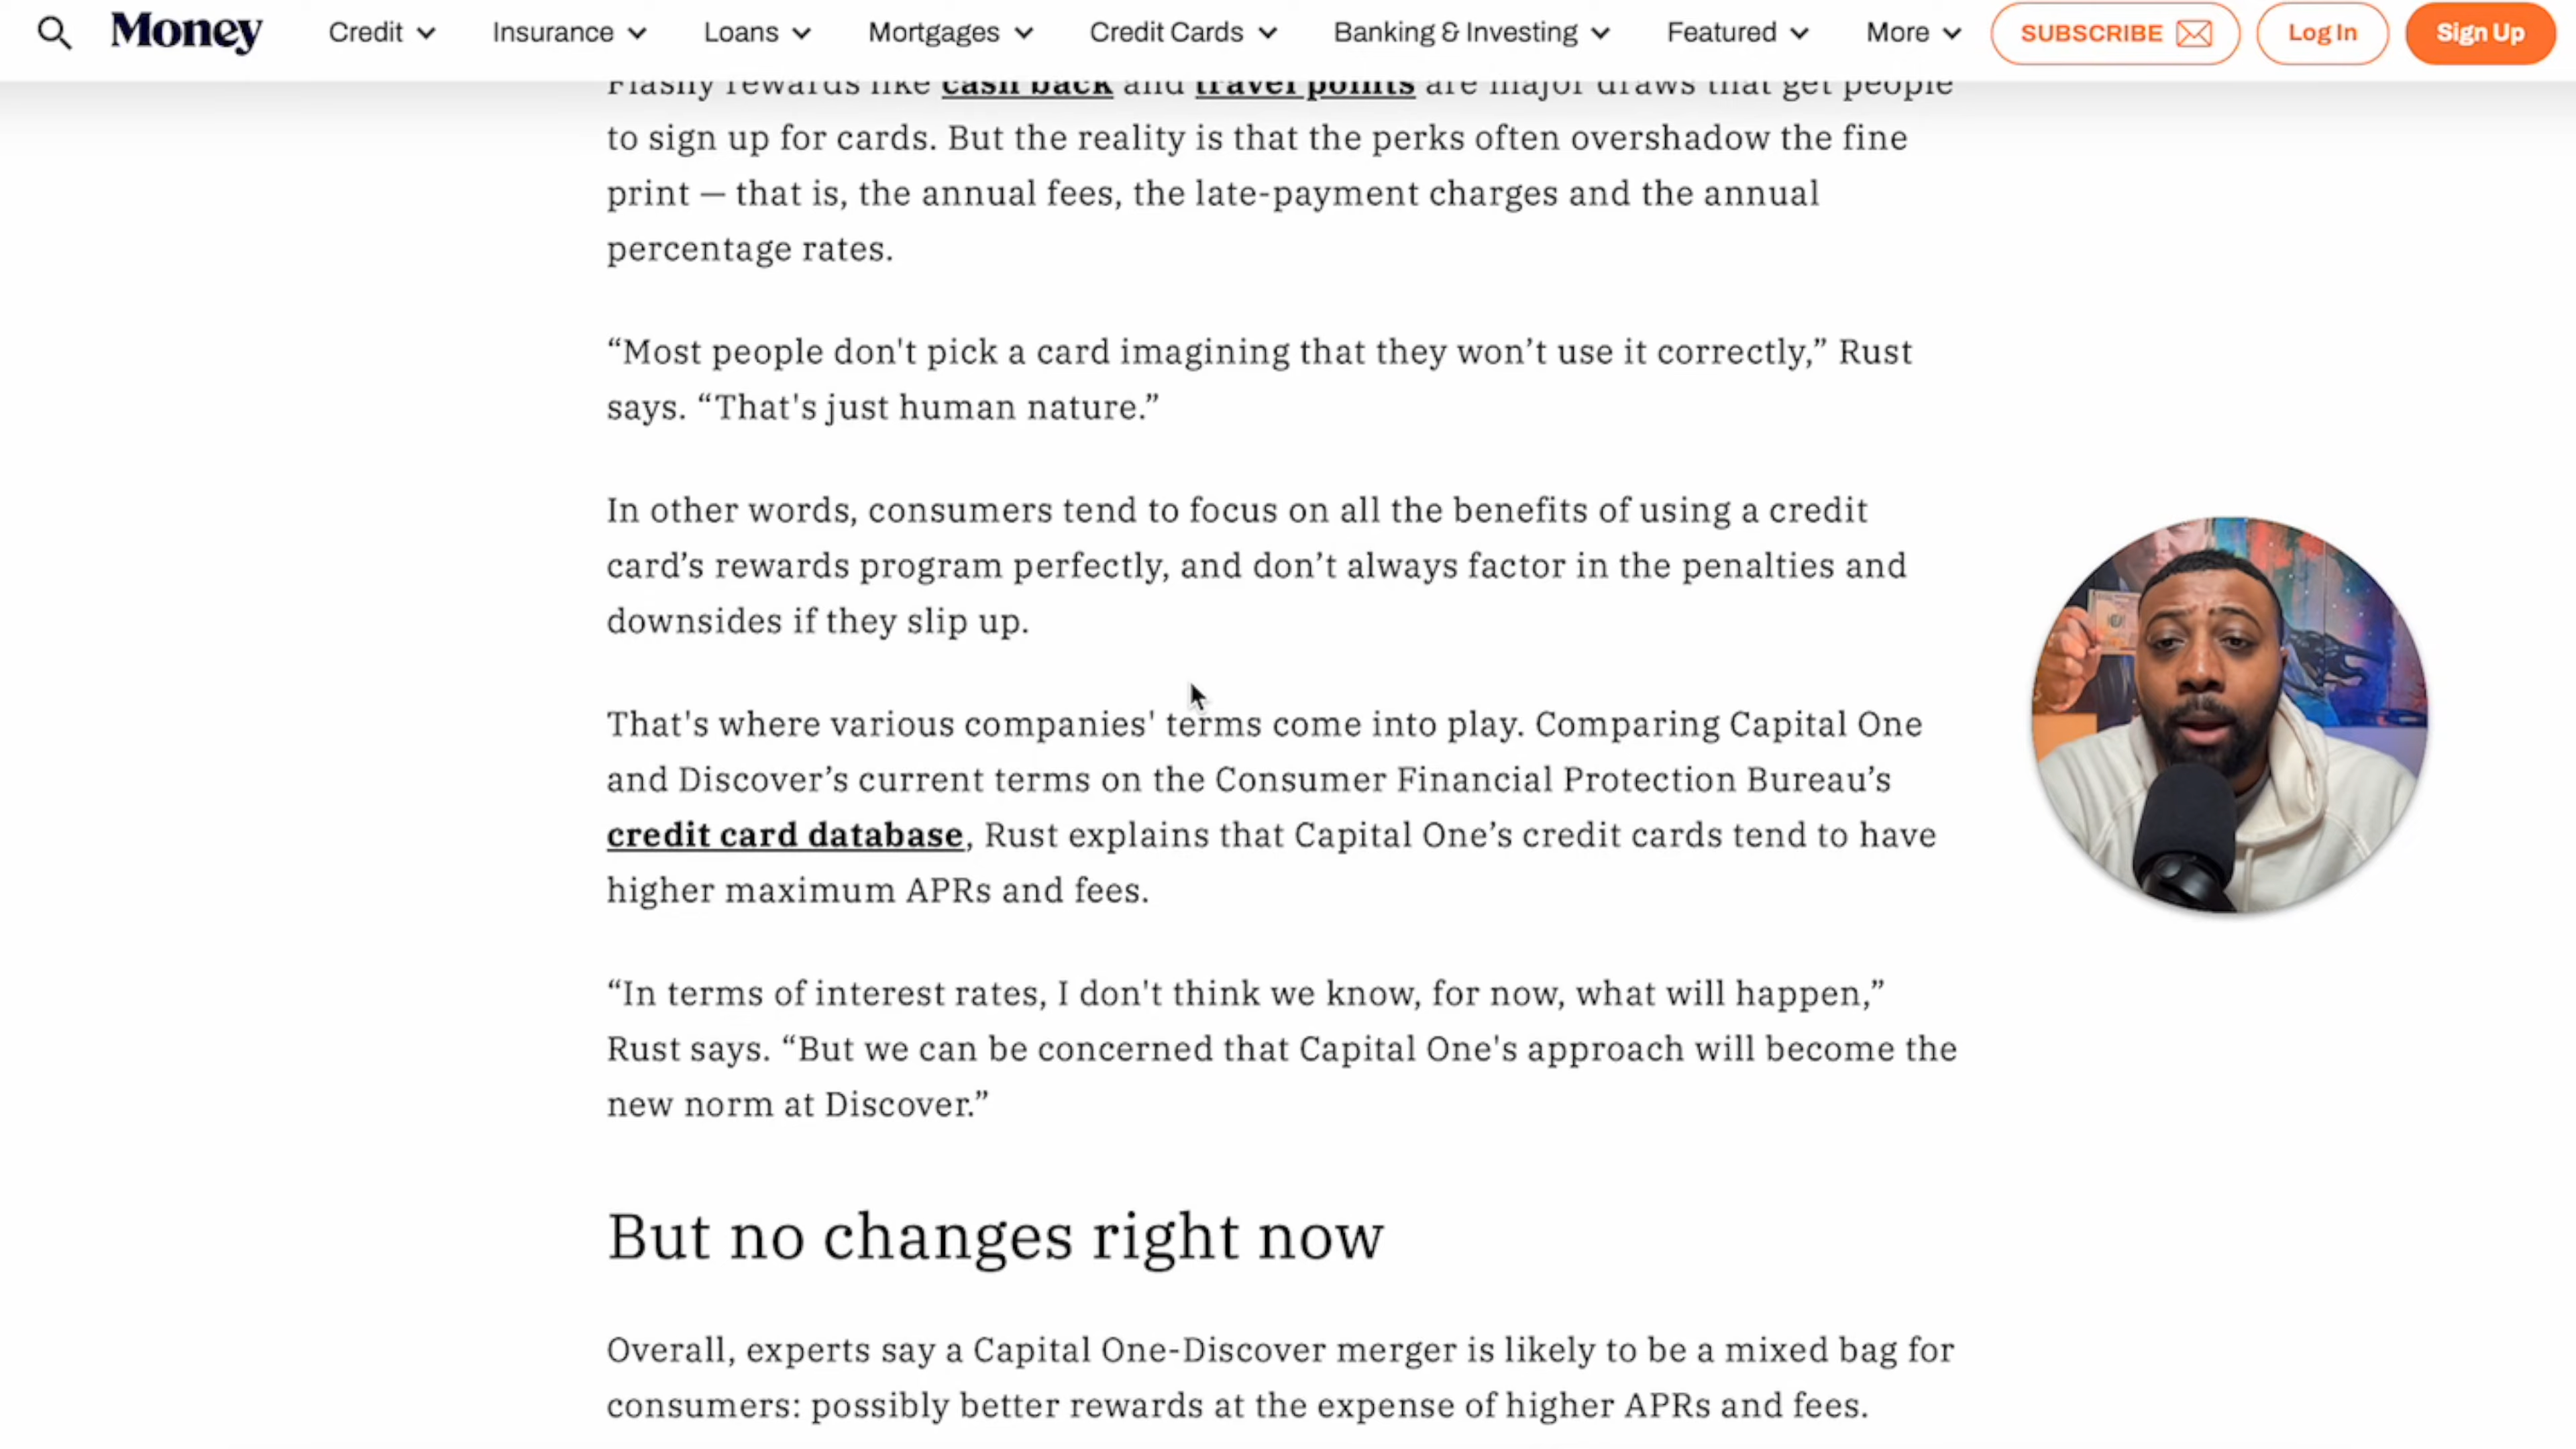 Money
Credit
Insurance
Loans
Mortgages
Credit Cards
Banking & Investing
Featured
More
SUBSCRIBE
Log In
Sign Up
Flashy rewards like cash back and travel points are major draws that get people
to sign up for cards. But the reality is that the perks often overshadow the fine
print — that is, the annual fees, the late-payment charges and the annual
percentage rates.
“Most people don't pick a card imagining that they won’t use it correctly,” Rust
says. “That's just human nature.”
In other words, consumers tend to focus on all the benefits of using a credit
card’s rewards program perfectly, and don’t always factor in the penalties and
downsides if they slip up.
That's where various companies' terms come into play. Comparing Capital One
and Discover’s current terms on the Consumer Financial Protection Bureau’s
credit card database, Rust explains that Capital One’s credit cards tend to have
higher maximum APRs and fees.
“In terms of interest rates, I don't think we know, for now, what will happen,”
Rust says. “But we can be concerned that Capital One's approach will become the
new norm at Discover.”
But no changes right now
Overall, experts say a Capital One-Discover merger is likely to be a mixed bag for
consumers: possibly better rewards at the expense of higher APRs and fees.